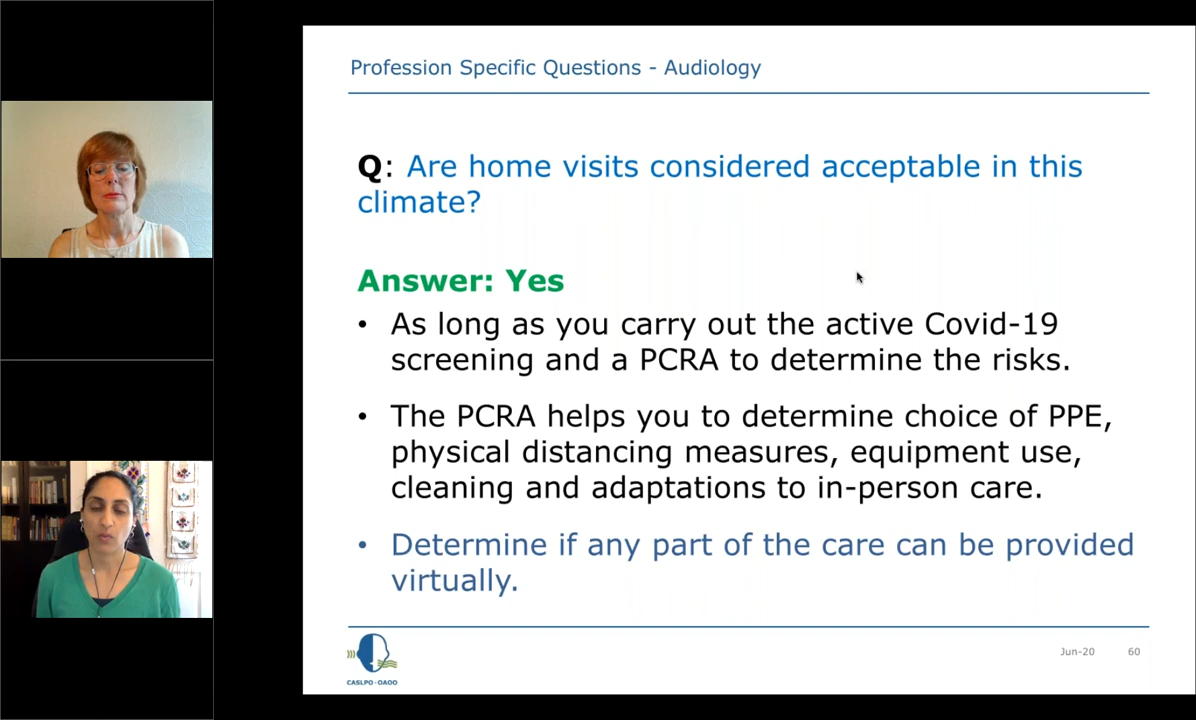 Profession Specific Questions - Audiology
Q: Are home visits considered acceptable in this
climate?
Answer: Yes
• As long as you carry out the active Covid-19
screening and a PCRA to determine the risks.
• The PCRA helps you to determine choice of PPE,
physical distancing measures, equipment use,
cleaning and adaptations to in-person care.
• Determine if any part of the care can be provided
virtually.
CASLPO•OAOO
Jun-20 60